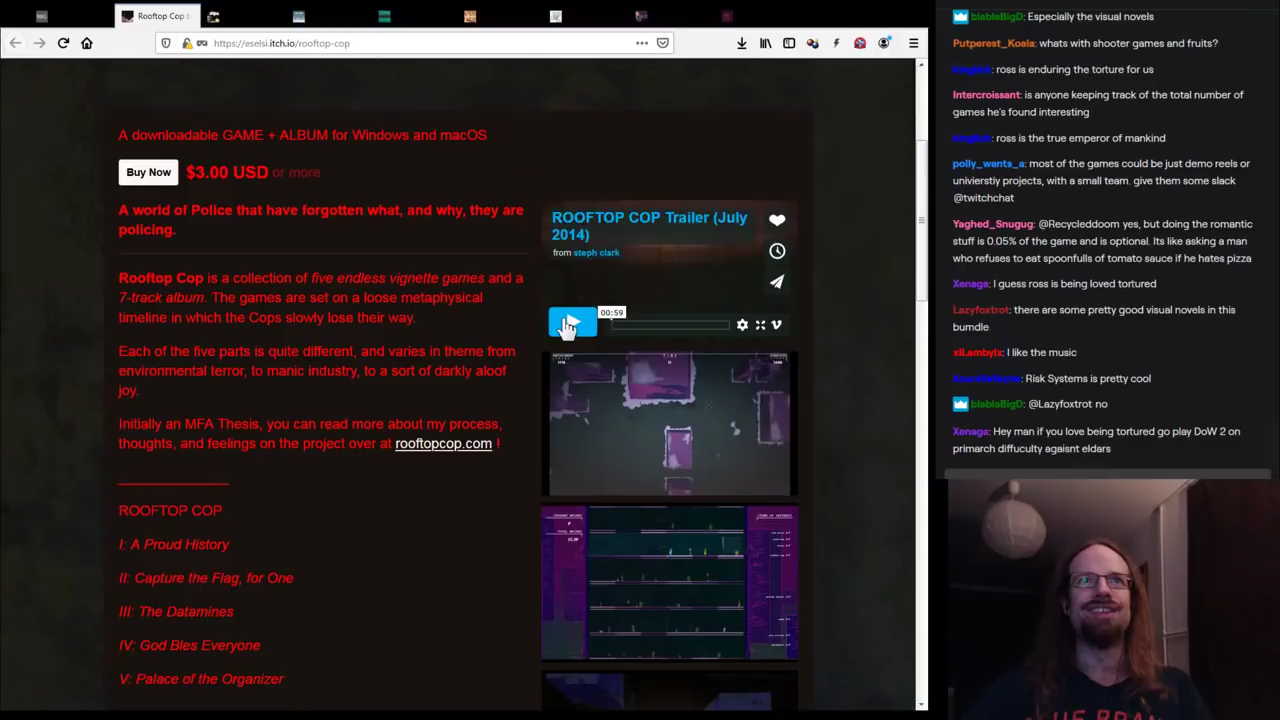 Rooftop Cop b
https://eselsi.itch.io/rooftop-cop
A downloadable GAME + ALBUM for Windows and macOS
Buy Now $3.00 USD or more
A world of Police that have forgotten what, and why, they are
policing.
Rooftop Cop is a collection of five endless vignette games and a
7-track album. The games are set on a loose metaphysical
timeline in which the Cops slowly lose their way.
Each of the five parts is quite different, and varies in theme from
environmental terror, to manic industry, to a sort of darkly aloof
joy.
Initially an MFA Thesis, you can read more about my process,
thoughts, and feelings on the project over at rooftopcop.com !
ROOFTOP COP
I: A Proud History
II: Capture the Flag, for One
III: The Datamines
IV: God Bles Everyone
V: Palace of the Organizer
ROOFTOP COP Trailer (July
2014)
from steph clark
00:59
blablaBigD: Especially the visual novels
Putperest_Koala: whats with shooter games and fruits?
ross is enduring the torture for us
Intercroissant: is anyone keeping track of the total number of
games he's found interesting
ross is the true emperor of mankind
polly_wants_a: most of the games could be just demo reels or
univierstiy projects, with a small team. give them some slack
@twitchchat
Yaghed_Snugug: @Recycleddoom yes, but doing the romantic
stuff is 0.05% of the game and is optional. Its like asking a man
who refuses to eat spoonfulls of tomato sauce if he hates pizza
Xenaga: I guess ross is being loved tortured
Lazyfoxtrot: there are some pretty good visual novels in this
bumdle
xILambyIx: I like the music
Risk Systems is pretty cool
blablaBigD: @Lazyfoxtrot no
Xenaga: Hey man if you love being tortured go play DoW 2 on
primarch diffuculty agaisnt eldars